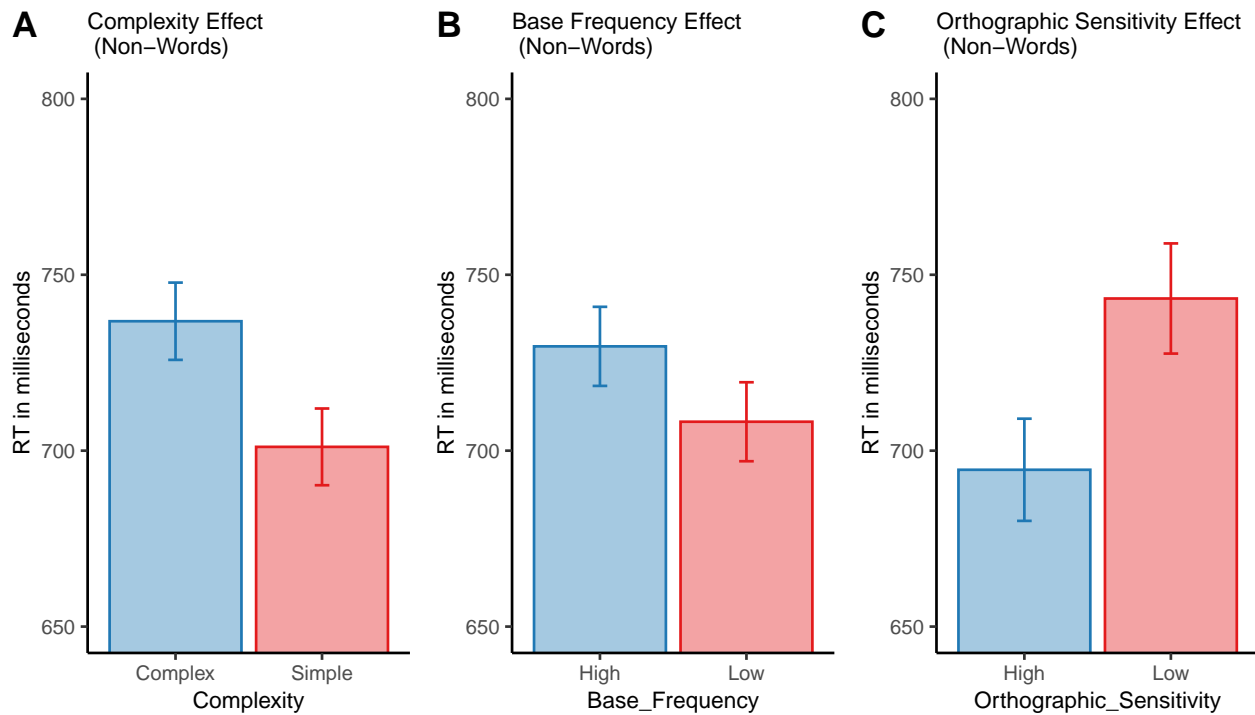 A
Complexity Effect
(Non−Words)
800
750
700
650
RT in milliseconds
Complex Simple
Complexity
B
Base Frequency Effect
(Non−Words)
800
750
700
650
RT in milliseconds
High Low
Base_Frequency
C
Orthographic Sensitivity Effect
(Non−Words)
800
750
700
650
RT in milliseconds
High Low
Orthographic_Sensitivity